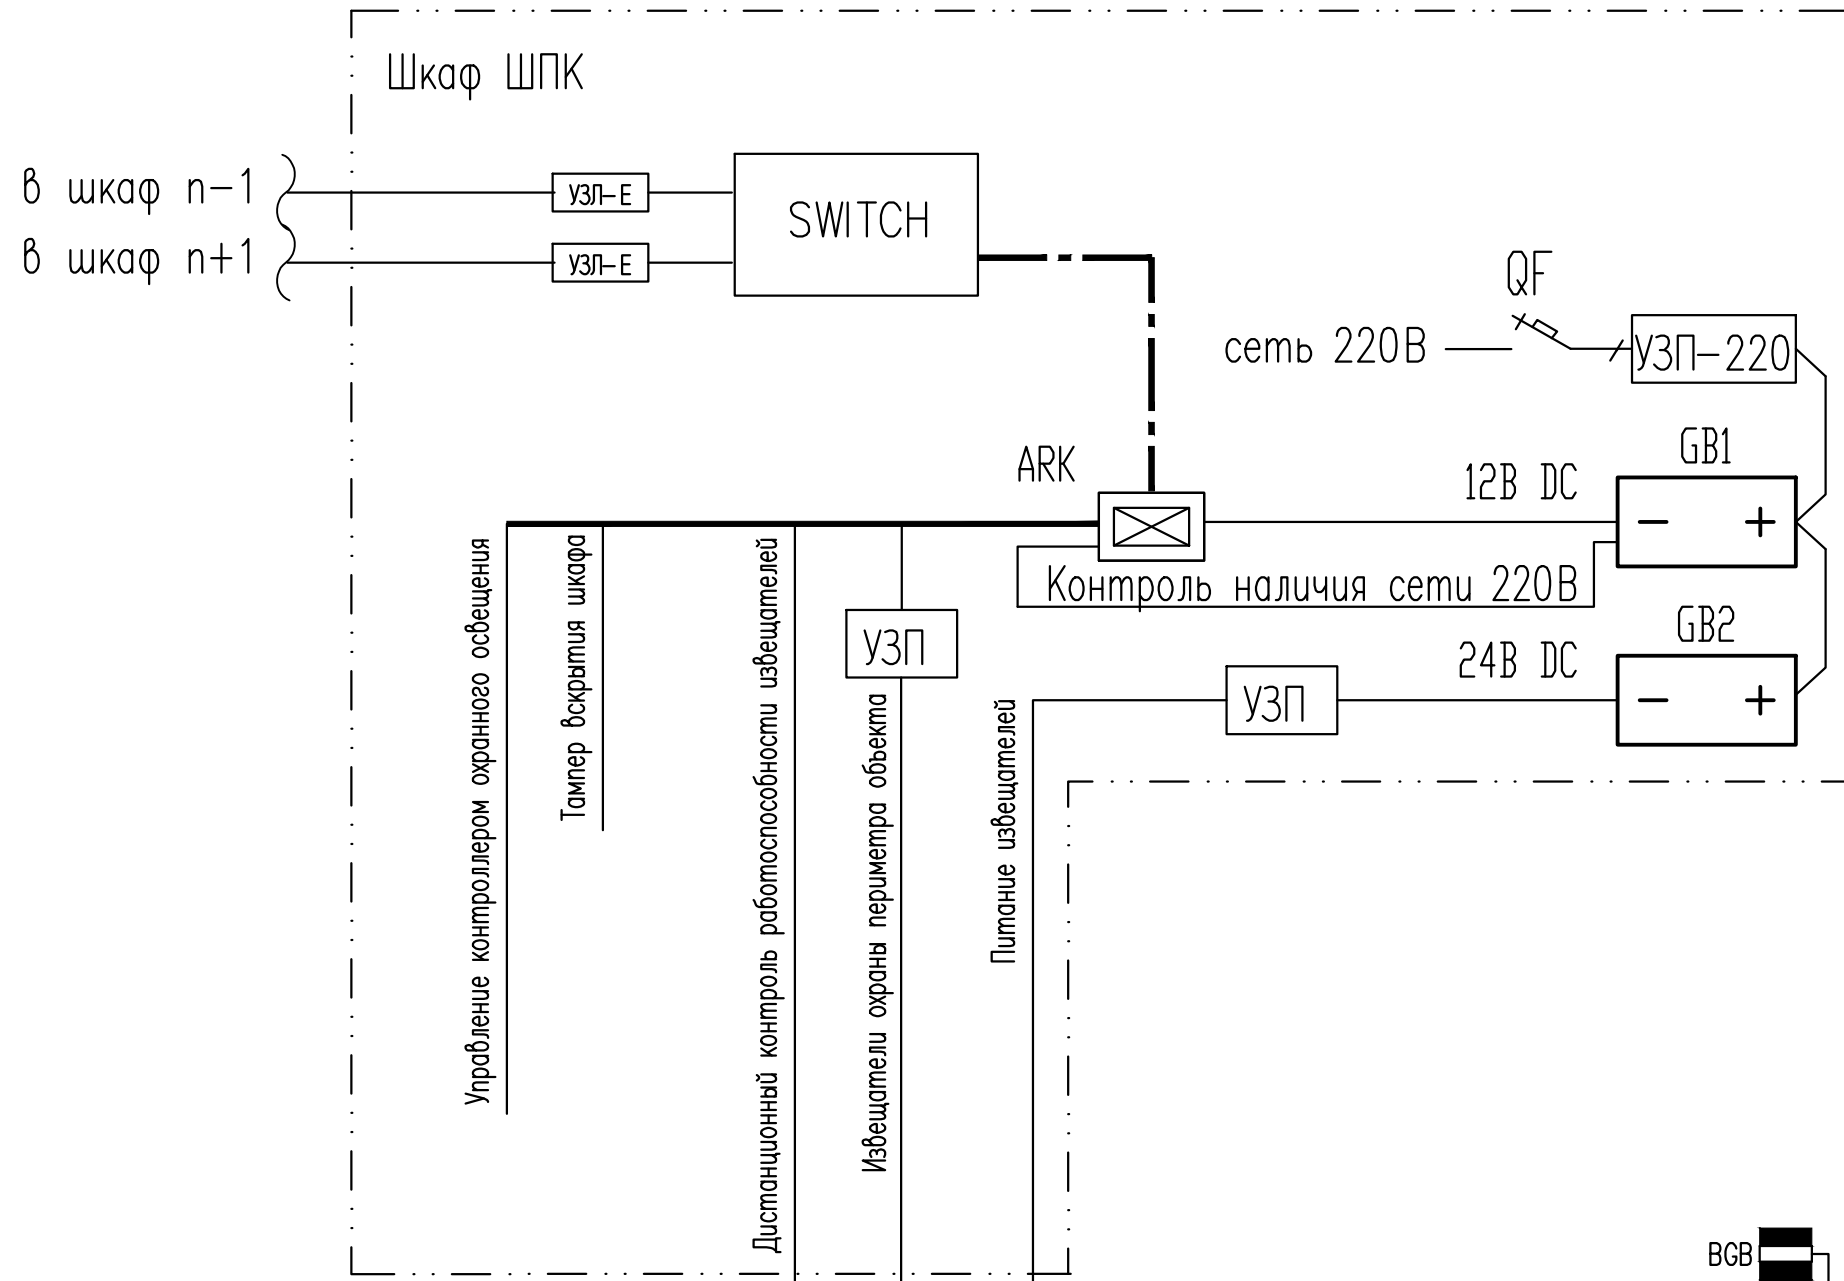 Шкаф ШПК
в шкаф n-1
УЗЛ-Е
SWITCH
в шкаф n+1
УЗЛ-Е
QF
сеть 220В
УЗП-220
GB1
ARK
12В DC
Контроль наличия сети 220В
GB2
24В DC
УЗП
УЗП
Управление контроллером охранного освещения
Тампер вскрытия шкафа
Дистанционный контроль работоспособности извещателей
Извещатели охраны периметра объекта
Питание извещателей
BGB